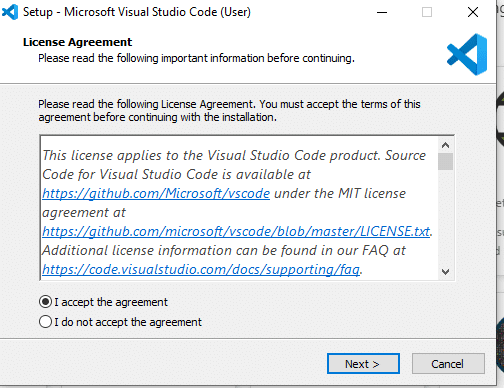 Setup - Microsoft Visual Studio Code (User)
License Agreement
Please read the following important information before continuing.
Please read the following License Agreement. You must accept the terms of this
agreement before continuing with the installation.
This license applies to the Visual Studio Code product. Source
Code for Visual Studio Code is available at
https://github.com/Microsoft/vscode under the MIT license
agreement at
https://github.com/microsoft/vscode/blob/master/LICENSE.txt.
Additional license information can be found in our FAQ at
https://code.visualstudio.com/docs/supporting/faq.
I accept the agreement
I do not accept the agreement
Next >
Cancel